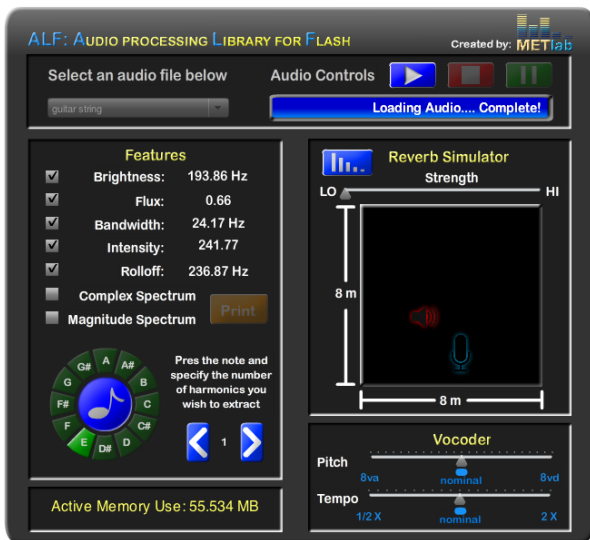 ALF: AUDIO PROCESSING LIBRARY FOR FLASH
Created by: METlab
Select an audio file below
Audio Controls
guitar string
Loading Audio.... Complete!
Features
Brightness: 193.86 Hz
Flux: 0.66
Bandwidth: 24.17 Hz
Intensity: 241.77
Rolloff: 236.87 Hz
Complex Spectrum
Magnitude Spectrum
Print
A
A#
B
C
C#
D
D#
E
F
F#
G
G#
Pres the note and
specify the number
of harmonics you
wish to extract
1
Active Memory Use: 55.534 MB
Reverb Simulator
Strength
LO
HI
8 m
8 m
Vocoder
Pitch
8va
nominal
8vd
Tempo
1/2 X
nominal
2 X